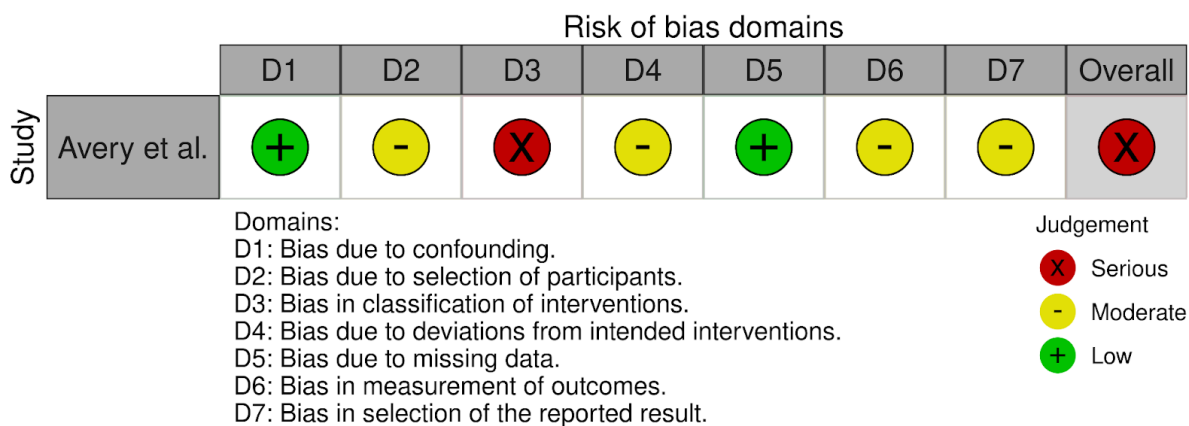 Risk of bias domains
D1 D2 D3 D4 D5 D6 D7 Overall
Study
Avery et al. + - X - + - - X
Domains:
D1: Bias due to confounding.
D2: Bias due to selection of participants.
D3: Bias in classification of interventions.
D4: Bias due to deviations from intended interventions.
D5: Bias due to missing data.
D6: Bias in measurement of outcomes.
D7: Bias in selection of the reported result.
Judgement
X Serious
- Moderate
+ Low